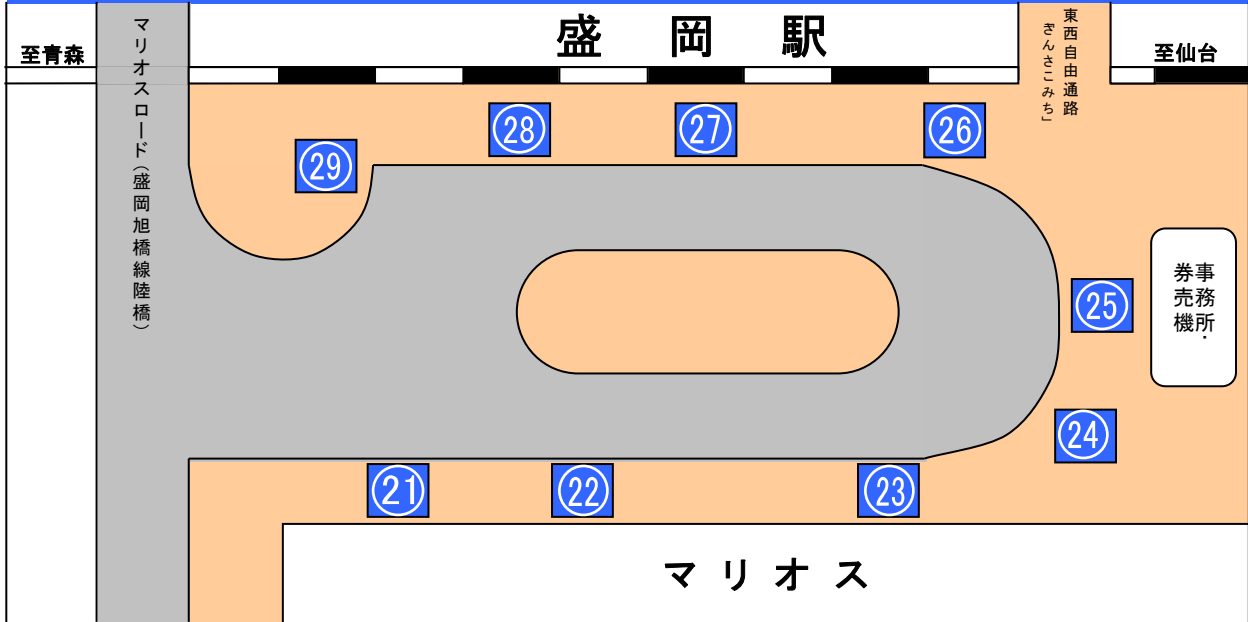 盛岡駅
至青森
至仙台
マリオスロード（盛岡旭橋線陸橋）
東西自由通路
ぎんさこみち」
28
27
26
29
25
事務所・
券売機
24
21
22
23
マリオス